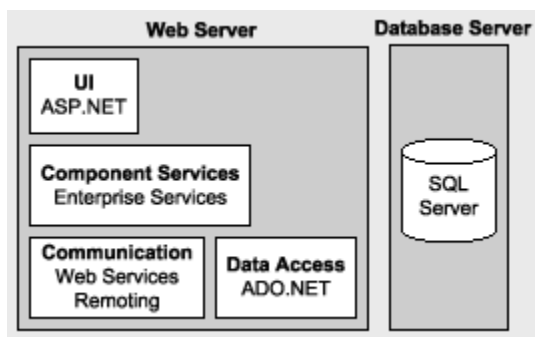 Web Server
Database Server
UI
ASP.NET
Component Services
Enterprise Services
Communication
Web Services
Remoting
Data Access
ADO.NET
SQL
Server